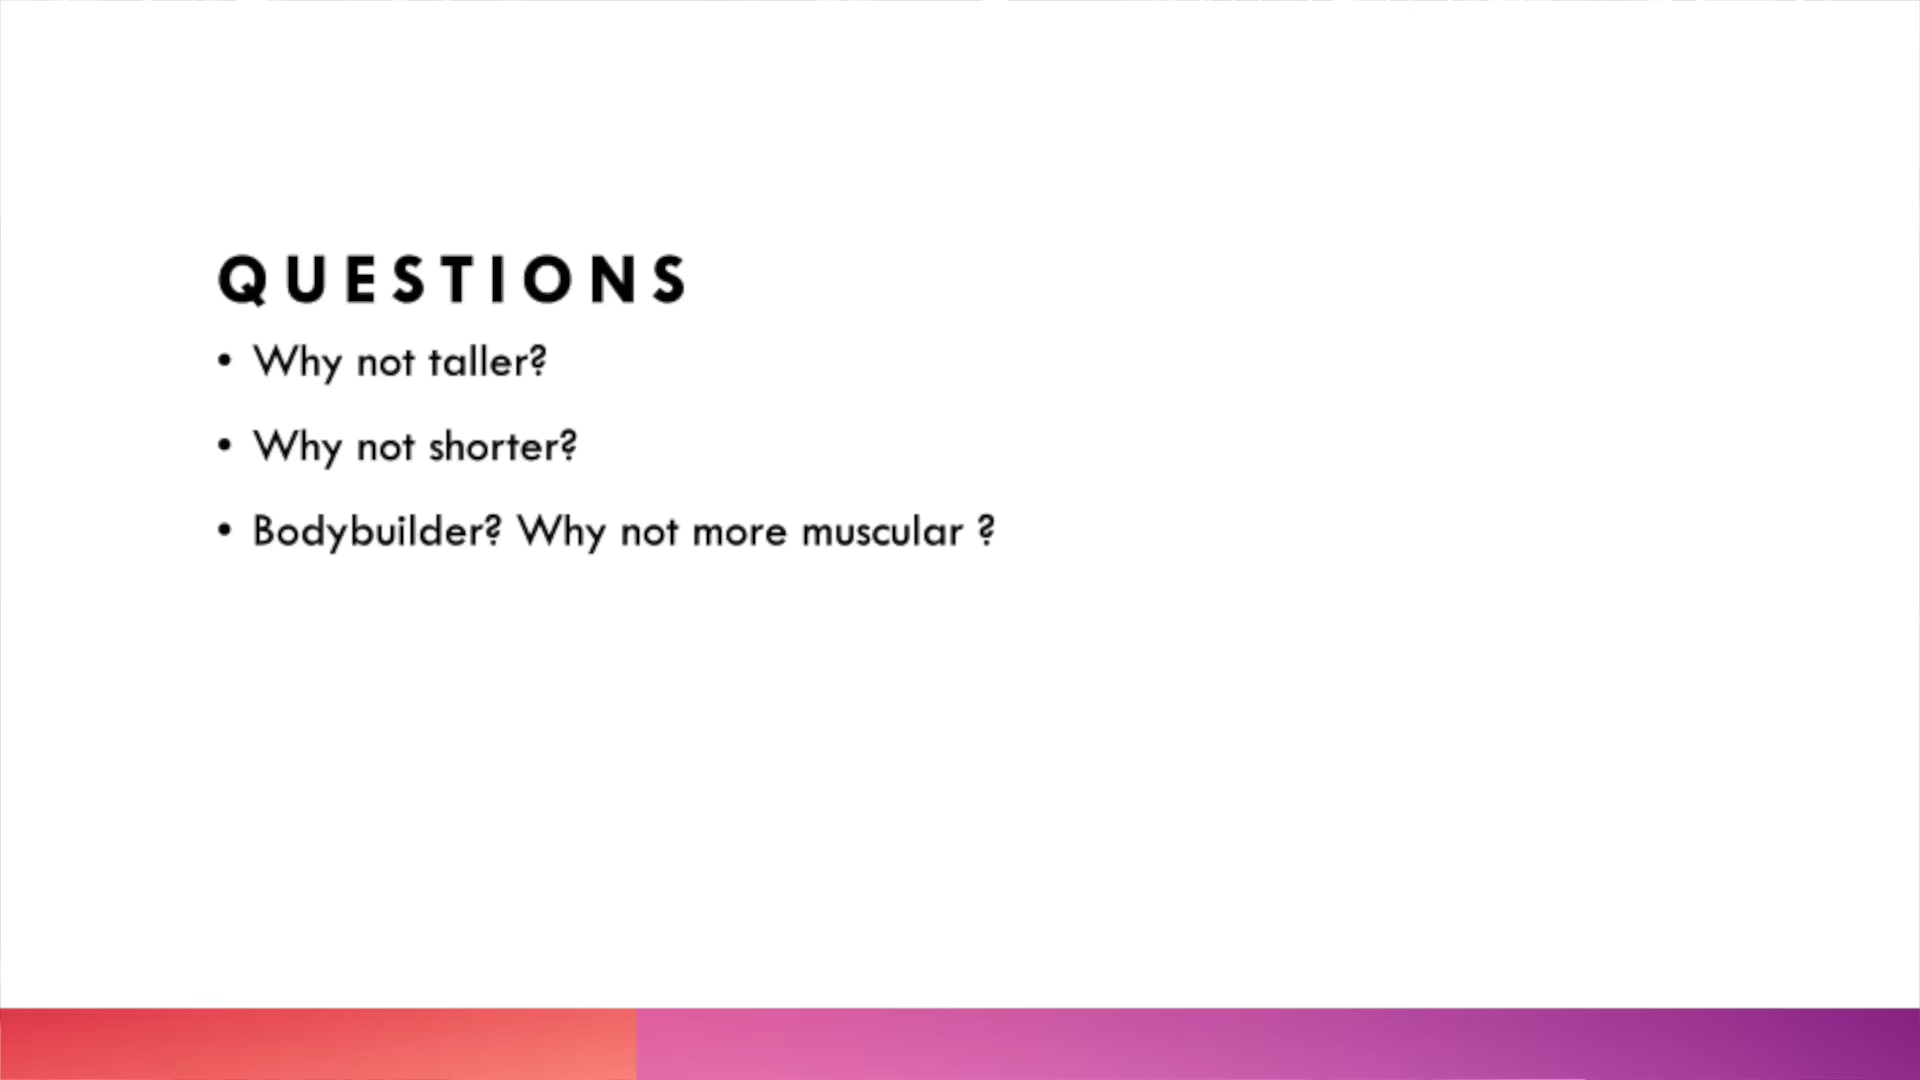 QUESTIONS
• Why not taller?
• Why not shorter?
• Bodybuilder? Why not more muscular ?